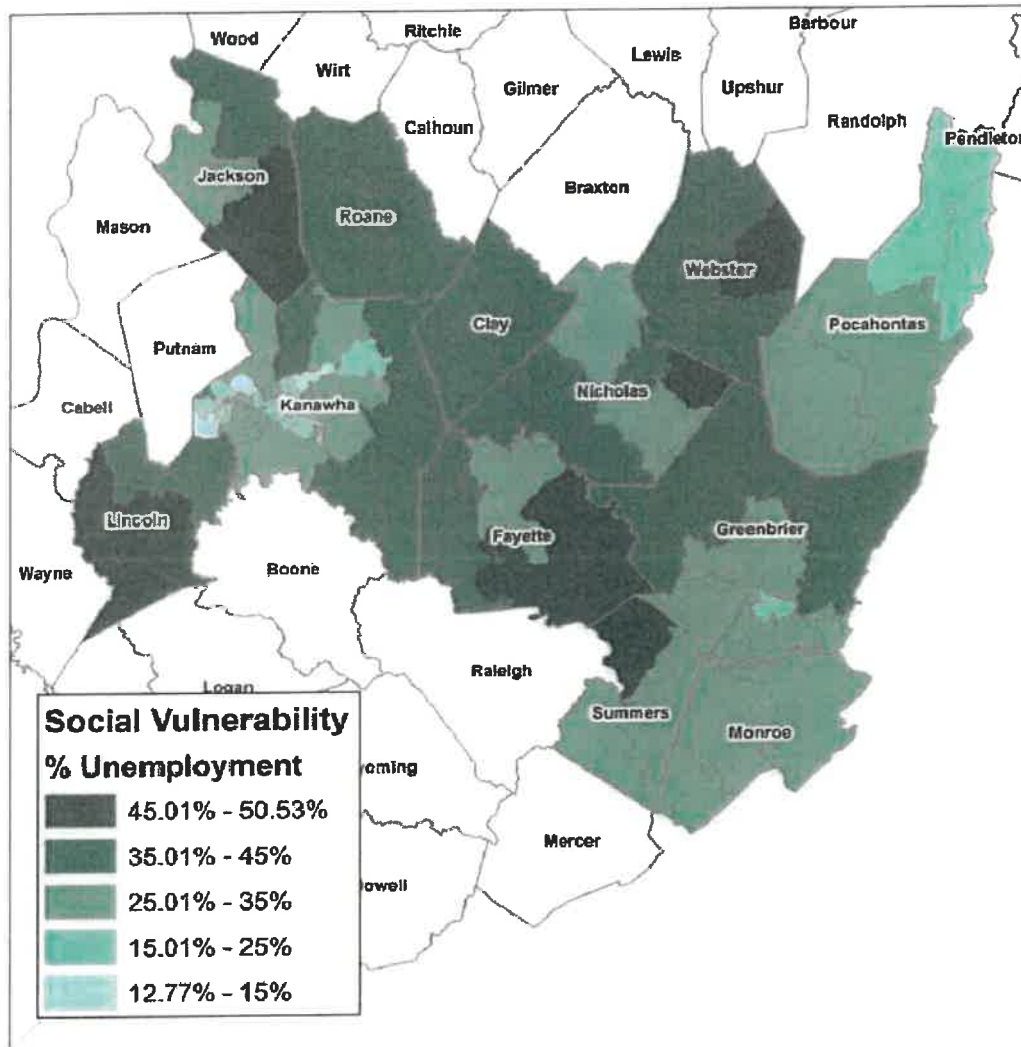 Barbour
Wood
Ritchie
Lewis
Wirt
Gilmer
Upshur
Calhoun
Randolph
Pendleton
Jackson
Braxton
Roane
Mason
Webster
Clay
Pocahontas
Putnam
Nicholas
Cabell
Kanawha
Lincoln
Greenbrier
Fayette
Wayne
Boone
Raleigh
Logan
Summers
Monroe
Social Vulnerability
% Unemployment
yoming
45.01% - 50.53%
35.01% - 45%
Mercer
25.01% - 35%
owell
15.01% - 25%
12.77% - 15%